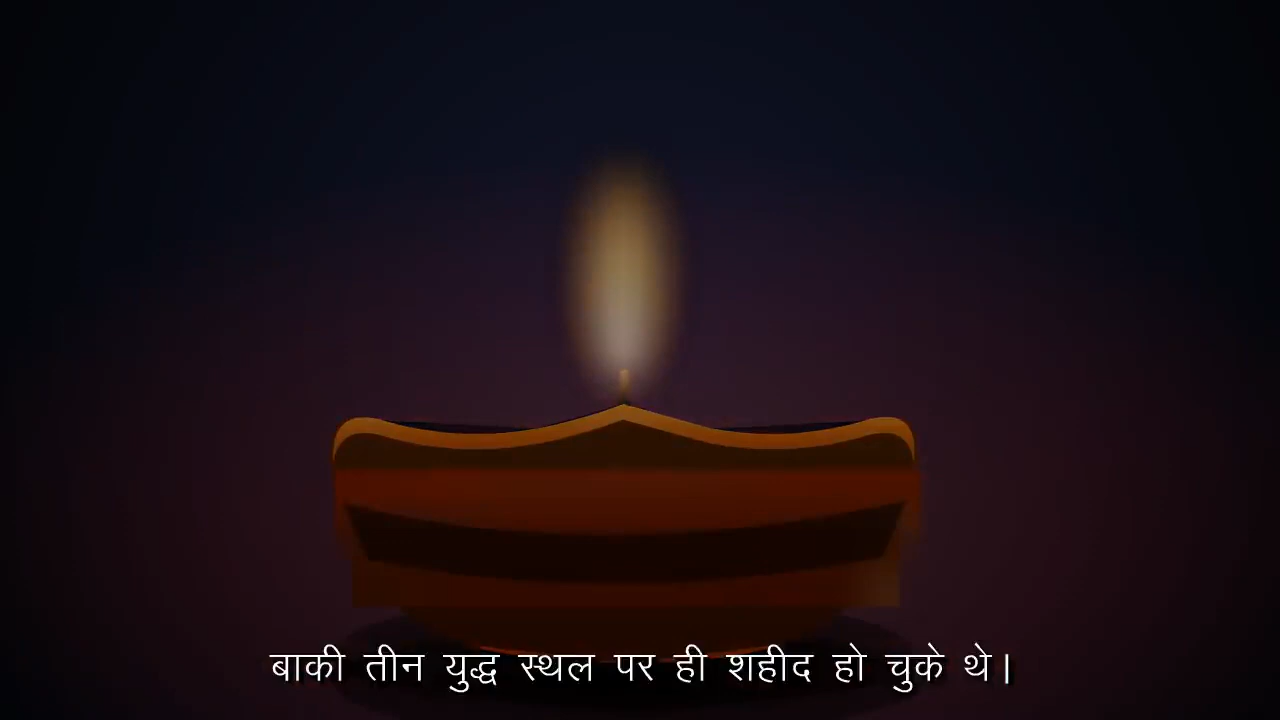 बाकी तीन युद्ध स्थल पर ही शहीद हो चुके थे।